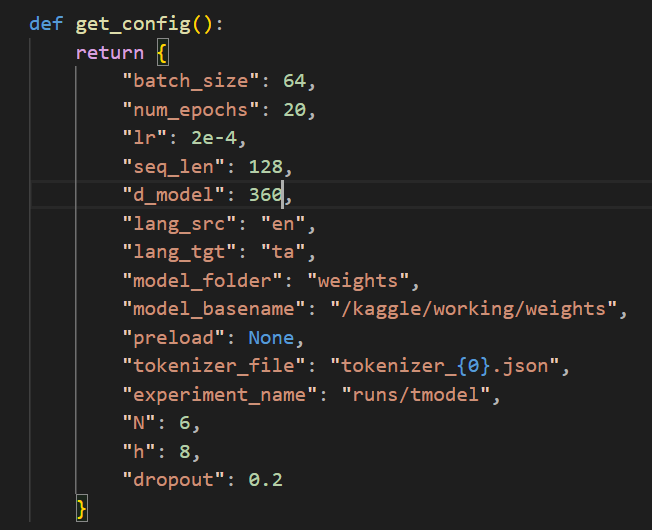 def get_config():
    return {
        "batch_size": 64,
        "num_epochs": 20,
        "lr": 2e-4,
        "seq_len": 128,
        "d_model": 360,
        "lang_src": "en",
        "lang_tgt": "ta",
        "model_folder": "weights",
        "model_basename": "/kaggle/working/weights",
        "preload": None,
        "tokenizer_file": "tokenizer_{0}.json",
        "experiment_name": "runs/tmodel",
        "N": 6,
        "h": 8,
        "dropout": 0.2
    }